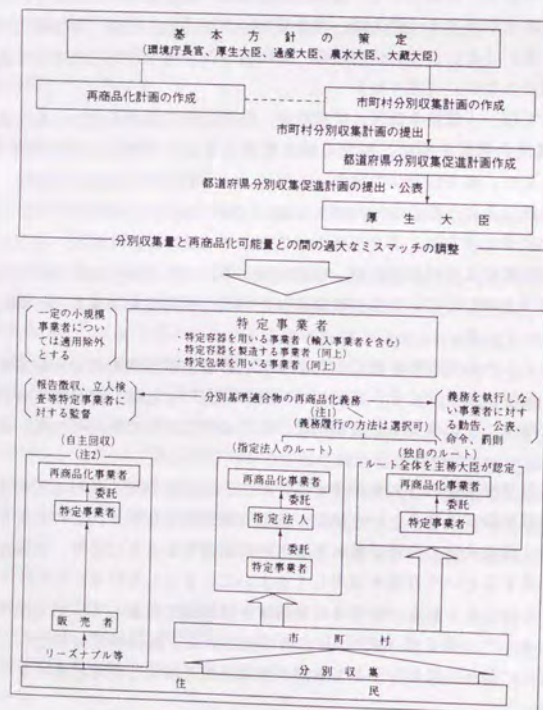 基本方針の策定
(環境庁長官、厚生大臣、通産大臣、農水大臣、大蔵大臣)
再商品化計画の作成
市町村分別収集計画の作成
市町村分別収集計画の提出
都道府県分別収集促進計画作成
都道府県分別収集促進計画の提出・公表
厚生大臣
分別収集量と再商品化可能量との間の過大なミスマッチの調整
一定の小規模
事業者につい
ては適用除外
とする
特定事業者
・特定容器を用いる事業者(輸入事業者を含む)
・特定容器を製造する事業者(同上)
・特定包装を用いる事業者(同上)
報告徴収、立入検
査等特定事業者
に対する監督
分別基準適合物の再商品化義務
(注1)
(義務履行の方法は選択可)
義務を執行しな
い事業者に対す
る勧告、公表、
命令、罰則
(自主回収)
(注2)
再商品化事業者
委託
特定事業者
販売者
リーズナブル等
(指定法人のルート)
再商品化事業者
委託
指定法人
委託
特定事業者
(独自のルート)
ルート全体を主務大臣が認定
再商品化事業者
委託
特定事業者
市町村
分別収集
住民